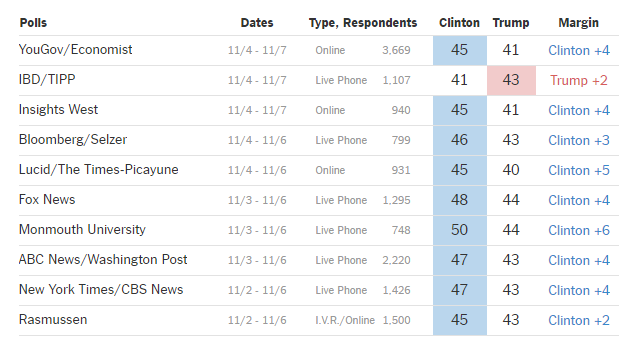 Polls Dates Type, Respondents Clinton Trump Margin
YouGov/Economist 11/4 - 11/7 Online 3,669 45 41 Clinton +4
IBD/TIPP 11/4 - 11/7 Live Phone 1,107 41 43 Trump +2
Insights West 11/4 - 11/7 Online 940 45 41 Clinton +4
Bloomberg/Selzer 11/4 - 11/6 Live Phone 799 46 43 Clinton +3
Lucid/The Times-Picayune 11/4 - 11/6 Online 931 45 40 Clinton +5
Fox News 11/3 - 11/6 Live Phone 1,295 48 44 Clinton +4
Monmouth University 11/3 - 11/6 Live Phone 748 50 44 Clinton +6
ABC News/Washington Post 11/3 - 11/6 Live Phone 2,220 47 43 Clinton +4
New York Times/CBS News 11/2 - 11/6 Live Phone 1,426 47 43 Clinton +4
Rasmussen 11/2 - 11/6 I.V.R./Online 1,500 45 43 Clinton +2